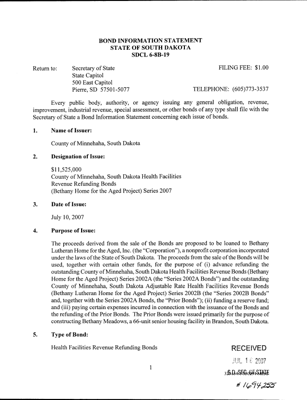 BOND INFORMATION STATEMENT
STATE OF SOUTH DAKOTA
SDCL 6-8B-19
Return to: Secretary of State FILING FEE: $1.00
State Capitol
500 East Capitol
Pierre, SD 57501-5077 TELEPHONE: (605)773-3537
Every public body, authority, or agency issuing any general obligation, revenue,
improvement, industrial revenue, special assessment, or other bonds of any type shall file with the
Secretary of State a Bond Information Statement concerning each issue of bonds.
1. Name of Issuer:
County of Minnehaha, South Dakota
2. Designation of Issue:
$11,525,000
County of Minnehaha, South Dakota Health Facilities
Revenue Refunding Bonds
(Bethany Home for the Aged Project) Series 2007
3. Date of Issue:
July 10, 2007
4. Purpose of Issue:
The proceeds derived from the sale of the Bonds are proposed to be loaned to Bethany
Lutheran Home for the Aged, Inc. (the "Corporation"), a nonprofit corporation incorporated
under the laws of the State of South Dakota. The proceeds from the sale of the Bonds will be
used, together with certain other funds, for the purpose of (i) advance refunding the
outstanding County of Minnehaha, South Dakota Health Facilities Revenue Bonds (Bethany
Home for the Aged Project) Series 2002A (the "Series 2002A Bonds") and the outstanding
County of Minnehaha, South Dakota Adjustable Rate Health Facilities Revenue Bonds
(Bethany Lutheran Home for the Aged Project) Series 2002B (the "Series 2002B Bonds"
and, together with the Series 2002A Bonds, the "Prior Bonds"); (ii) funding a reserve fund;
and (iii) paying certain expenses incurred in connection with the issuance of the Bonds and
the refunding of the Prior Bonds. The Prior Bonds were issued primarily for the purpose of
constructing Bethany Meadows, a 66-unit senior housing facility in Brandon, South Dakota.
5. Type of Bond:
Health Facilities Revenue Refunding Bonds
RECEIVED
JUL 2007
S.D. SEC. OF STATE
1
#1694255